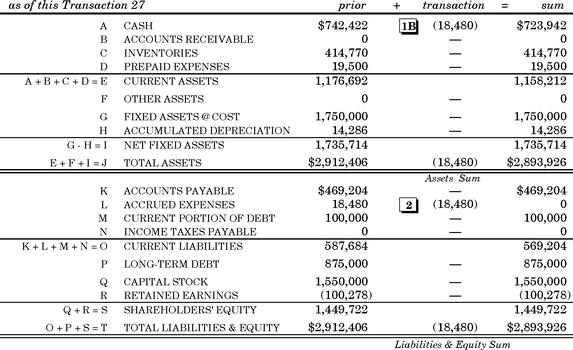 as of this Transaction 27 prior + transaction = sum
A CASH $742,422 1B (18,480) $723,942
B ACCOUNTS RECEIVABLE 0 — 0
C INVENTORIES 414,770 — 414,770
D PREPAID EXPENSES 19,500 — 19,500
A + B + C + D = E CURRENT ASSETS 1,176,692 1,158,212
F OTHER ASSETS 0 — 0
G FIXED ASSETS @ COST 1,750,000 — 1,750,000
H ACCUMULATED DEPRECIATION 14,286 — 14,286
G - H = I NET FIXED ASSETS 1,735,714 1,735,714
E + F + I = J TOTAL ASSETS $2,912,406 (18,480) $2,893,926
Assets Sum
K ACCOUNTS PAYABLE $469,204 — $469,204
L ACCRUED EXPENSES 18,480 2 (18,480) 0
M CURRENT PORTION OF DEBT 100,000 — 100,000
N INCOME TAXES PAYABLE 0 — 0
K + L + M + N = O CURRENT LIABILITIES 587,684 569,204
P LONG-TERM DEBT 875,000 — 875,000
Q CAPITAL STOCK 1,550,000 — 1,550,000
R RETAINED EARNINGS (100,278) — (100,278)
Q + R = S SHAREHOLDERS' EQUITY 1,449,722 1,449,722
O + P + S = T TOTAL LIABILITIES & EQUITY $2,912,406 (18,480) $2,893,926
Liabilities & Equity Sum